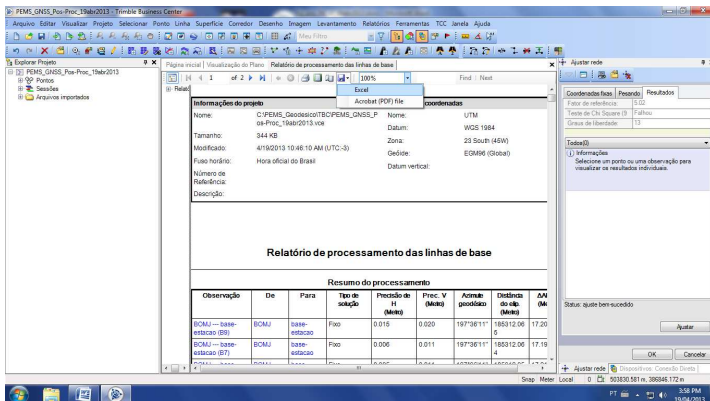 PEMS_GNSS_Pos-Proc_19abr2013 - Trimble Business Center
Arquivo Editar Visualizar Projeto Selecionar Ponto Linha Superfície Corredor Desenho Imagem Levantamento Relatórios Ferramentas TCC Janela Ajuda
Meu Filtro
Explorar Projeto
PEMS_GNSS_Pos-Proc_19abr2013
Pontos
Sessões
Arquivos importados
Página inicial Visualização do Plano Relatório de processamento das linhas de base
1 of 2 100% Find Next
Excel
Acrobat (PDF) file
Relató
Informações do projeto
coordenadas
Nome: C:\PEMS_Geodesico\TBC\PEMS_GNSS_P
os-Proc_19abr2013.vce
Tamanho: 344 KB
Modificado: 4/19/2013 10:46:10 AM (UTC:-3)
Fuso horário: Hora oficial do Brasil
Número de
Referência:
Descrição:
Nome: UTM
Datum: WGS 1984
Zona: 23 South (45W)
Geóide: EGM96 (Global)
Datum vertical:
Relatório de processamento das linhas de base
Resumo do processamento
Observação De Para Tipo de solução Precisão de H (Metro) Prec. V (Metro) Azimute geodésico Distância do elip. (Metro)
BOMJ --- base-estacao (B9) BOMJ base-estacao Fixo 0.015 0.020 197°36'11" 185312.065 17.20
BOMJ --- base-estacao (B7) BOMJ base-estacao Fixo 0.006 0.011 197°36'11" 185312.064 17.19
Ajustar rede
Coordenadas fixas Pesando Resultados
Fator de referência: 5.02
Teste de Chi Square (9 Falhou
Graus de liberdade: 13
Todos(0)
Informações
Selecione um ponto ou uma observação para
visualizar os resultados individuais.
Status: ajuste bem-sucedido
Ajustar
OK Cancelar
Ajustar rede Dispositivos: Conexão Direta
Snap Meter Local 0 503830.581 m, 386846.172 m
PT 3:58 PM
19/04/2013